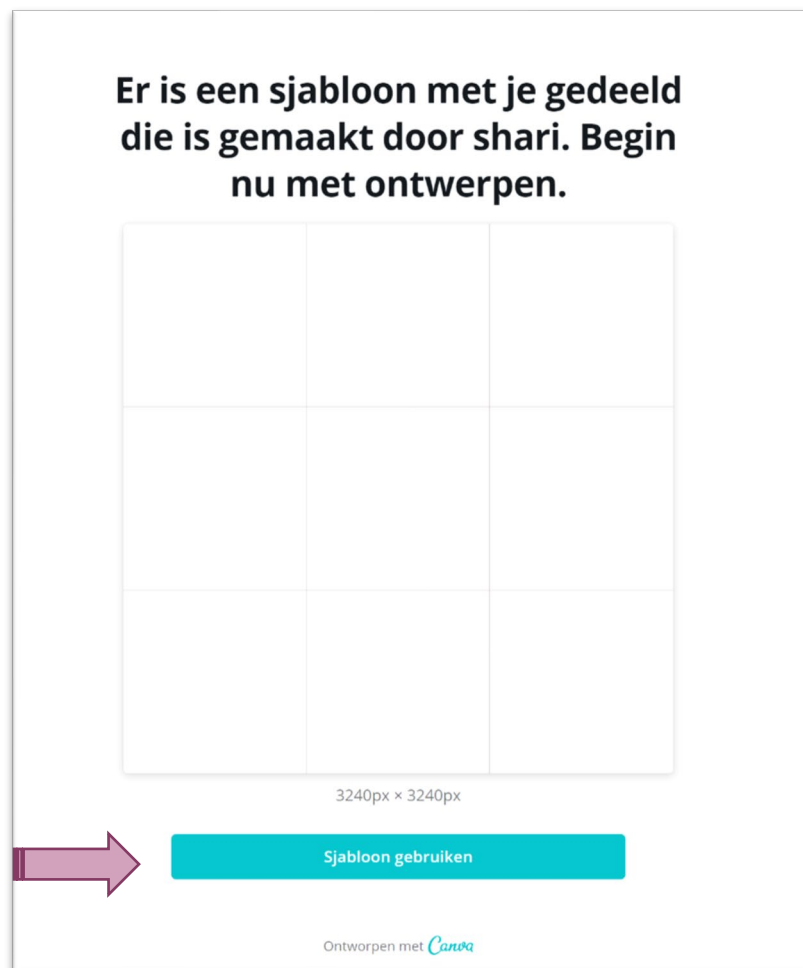 Er is een sjabloon met je gedeeld
die is gemaakt door shari. Begin
nu met ontwerpen.
3240px × 3240px
Sjabloon gebruiken
Ontworpen met Canva